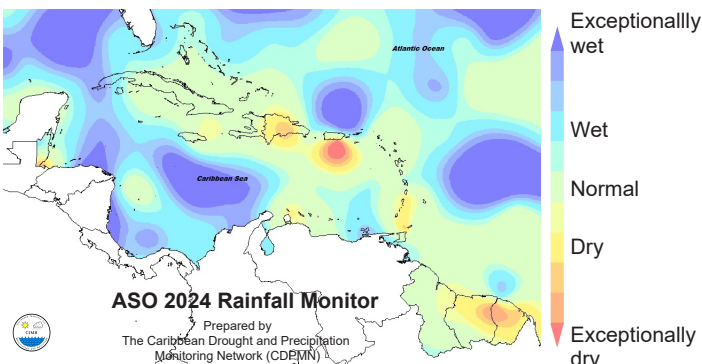 Atlantic Ocean
Caribbean Sea
ASO 2024 Rainfall Monitor
Prepared by
The Caribbean Drought and Precipitation
Monitoring Network (CDPMN)
CIMH
Exceptionallly
wet
Wet
Normal
Dry
Exceptionally
dry